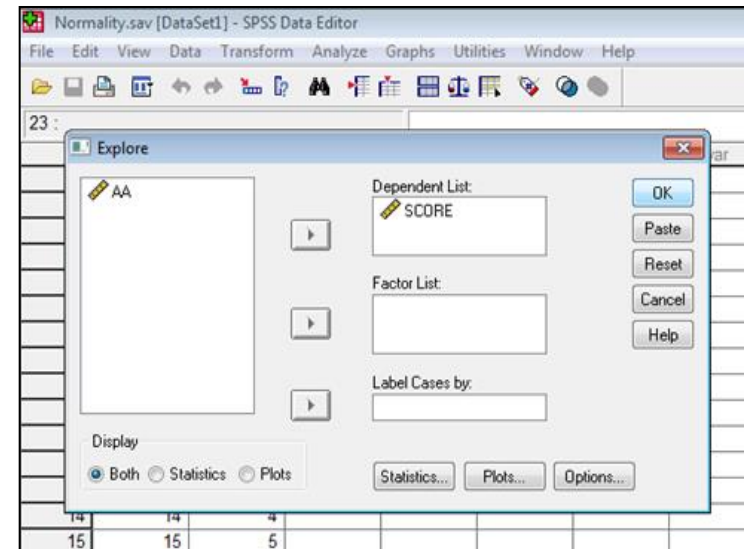 Normality.sav [DataSet1] - SPSS Data Editor
File Edit View Data Transform Analyze Graphs Utilities Window Help
23 :
Explore
var
AA
Dependent List:
SCORE
OK
Paste
Reset
Factor List:
Cancel
Help
Label Cases by:
Display
Both Statistics Plots
Statistics... Plots... Options...
14 14 4
15 15 5